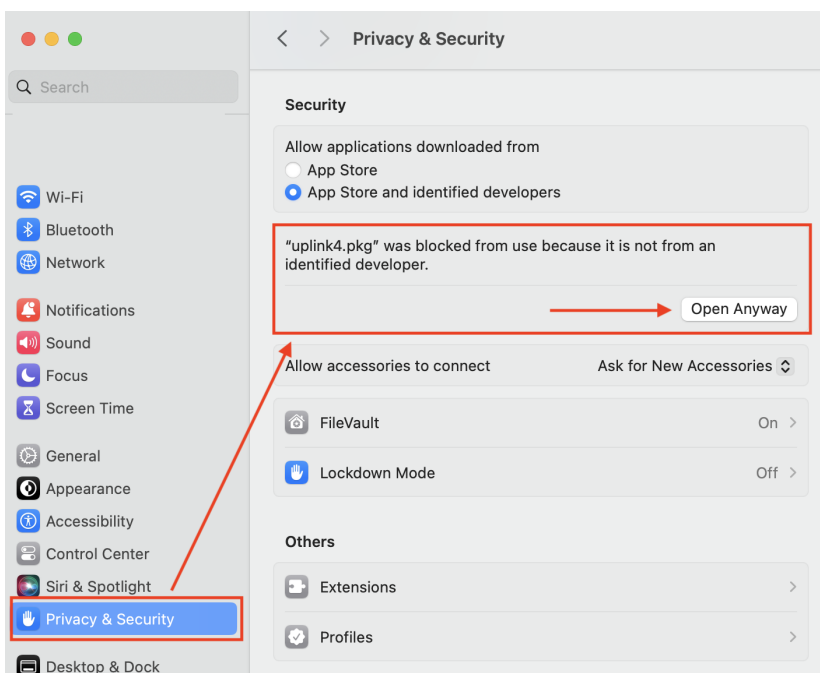 Search
Wi-Fi
Bluetooth
Network
Notifications
Sound
Focus
Screen Time
General
Appearance
Accessibility
Control Center
Siri & Spotlight
Privacy & Security
Desktop & Dock
Privacy & Security
Security
Allow applications downloaded from
App Store
App Store and identified developers
“uplink4.pkg” was blocked from use because it is not from an
identified developer.
Open Anyway
Allow accessories to connect Ask for New Accessories
FileVault On
Lockdown Mode Off
Others
Extensions
Profiles